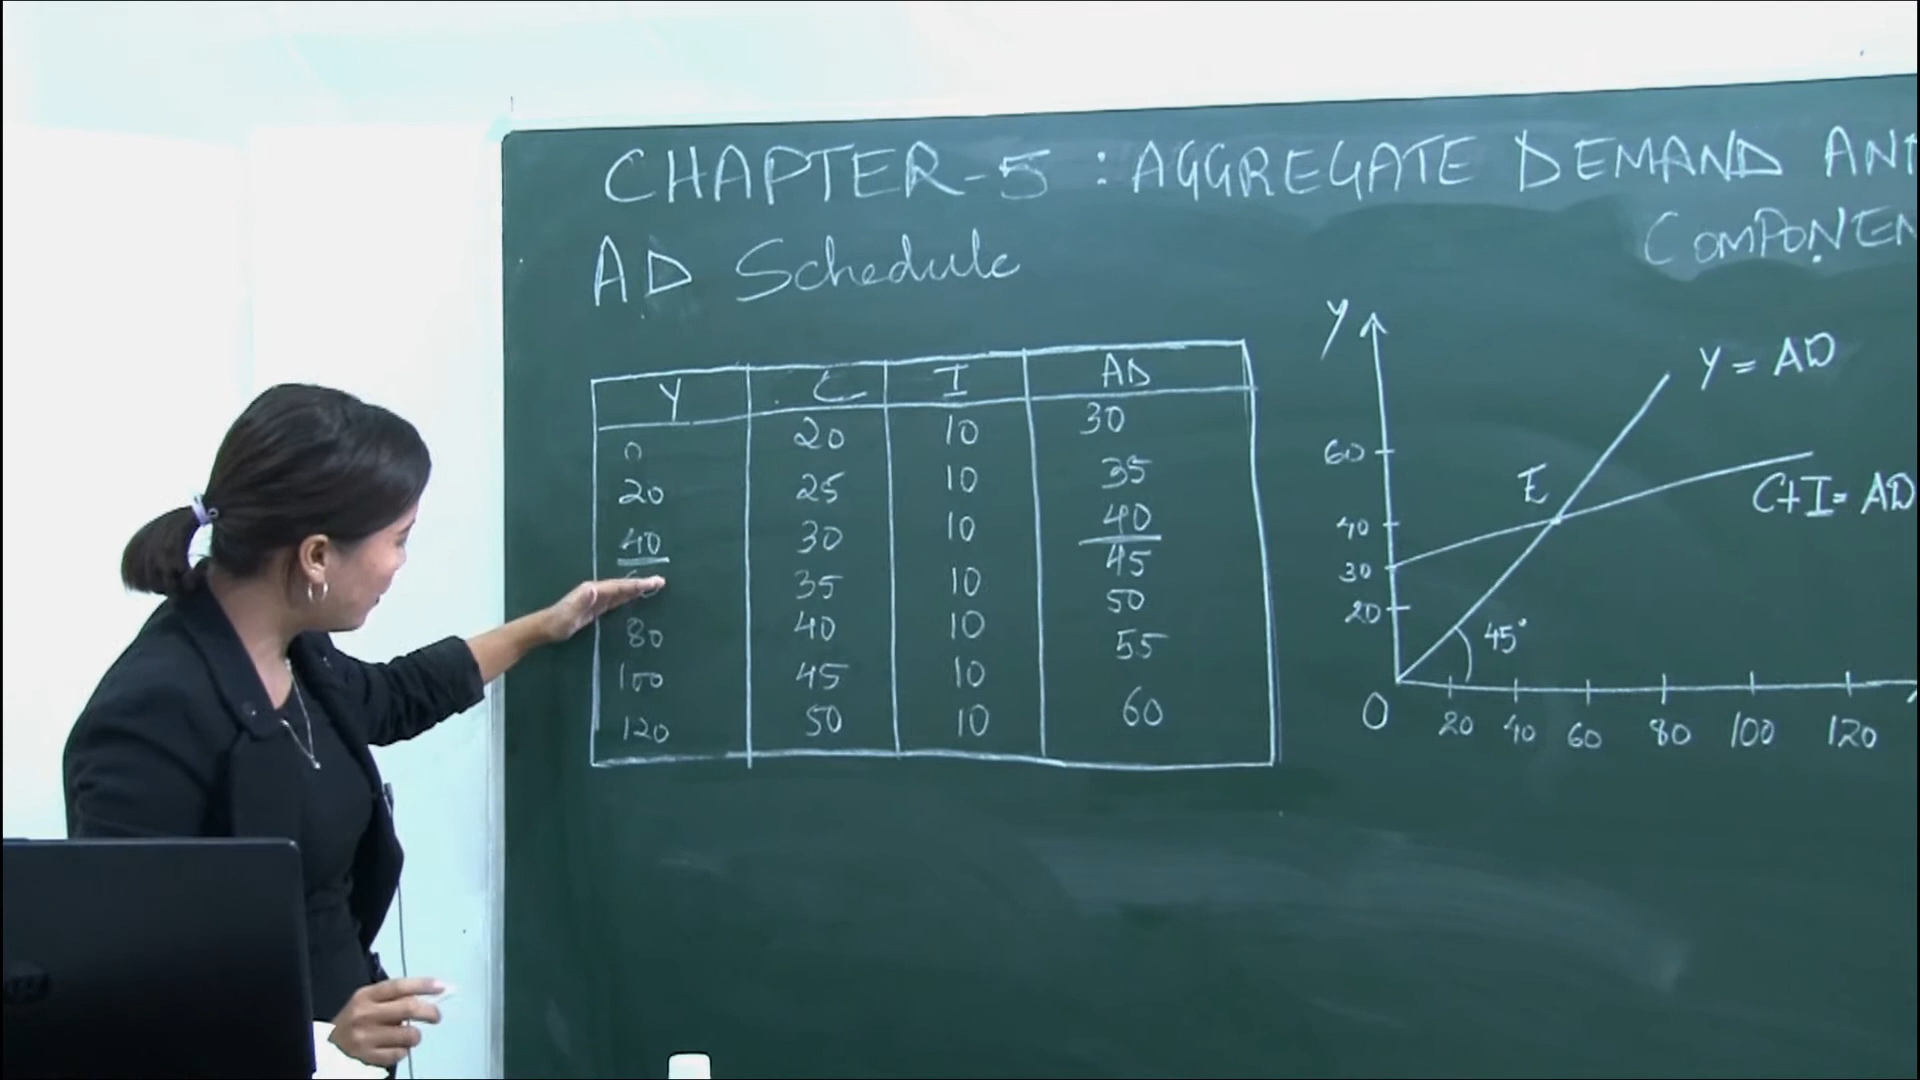 CHAPTER-5 : AGGREGATE DEMAND AN
COMPONEN
AD Schedule
Y C I AD
0 20 10 30
20 25 10 35
40 30 10 40
35 10 45
80 40 10 50
100 45 10 55
120 50 10 60
Y
Y = AD
60
E
C+I= AD
40
30
20
45°
0 20 40 60 80 100 120